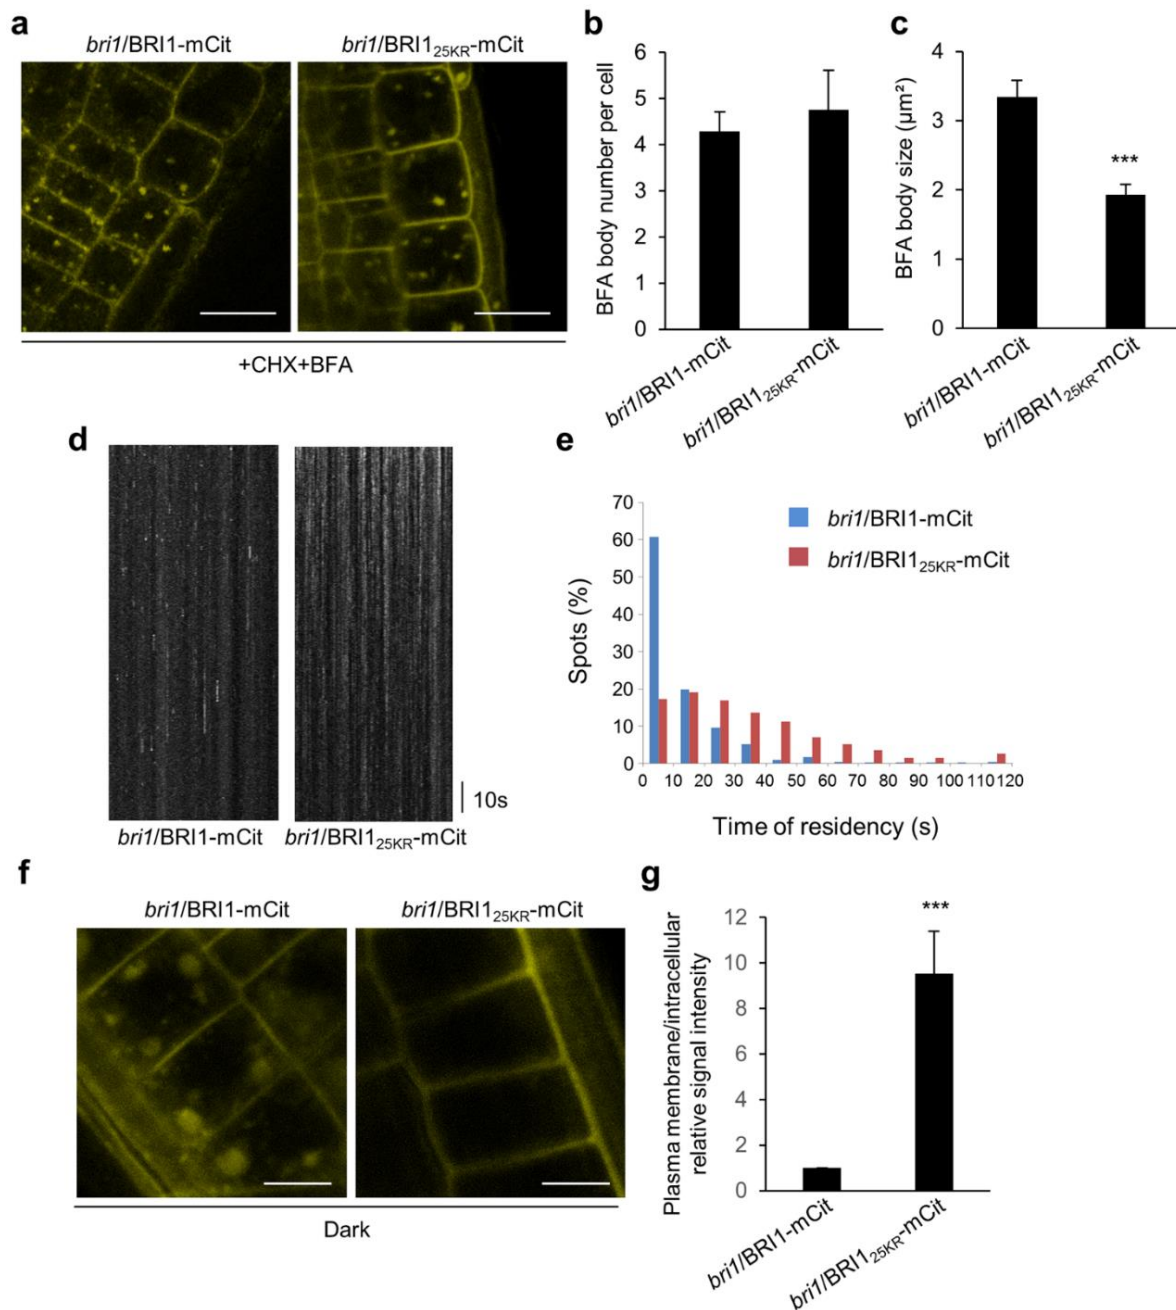 a
bri1/BRI1-mCit
bri1/BRI1₂₅KR-mCit
+CHX+BFA
b
BFA body number per cell
6
5
4
3
2
1
0
bri1/BRI1-mCit
bri1/BRI1₂₅KR-mCit
c
BFA body size (µm²)
4
3
2
1
0
***
bri1/BRI1-mCit
bri1/BRI1₂₅KR-mCit
d
10s
bri1/BRI1-mCit
bri1/BRI1₂₅KR-mCit
e
Spots (%)
70
60
50
40
30
20
10
0
bri1/BRI1-mCit
bri1/BRI1₂₅KR-mCit
0 10 20 30 40 50 60 70 80 90 100 110 120
Time of residency (s)
f
bri1/BRI1-mCit
bri1/BRI1₂₅KR-mCit
Dark
g
Plasma membrane/intracellular
relative signal intensity
12
10
8
6
4
2
0
***
bri1/BRI1-mCit
bri1/BRI1₂₅KR-mCit